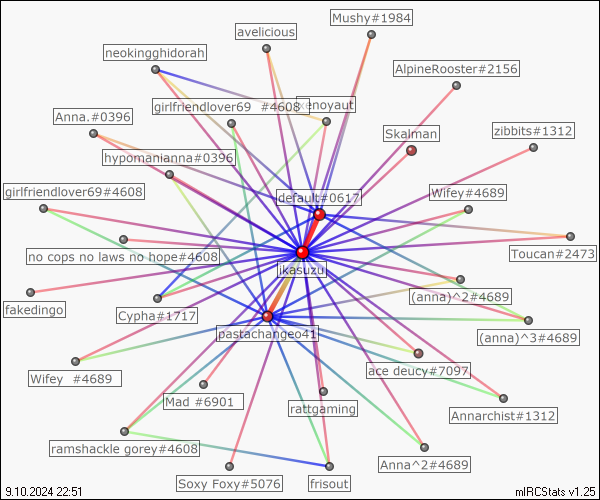 Mushy#1984
avelicious
neokingghidorah
AlpineRooster#2156
girlfriendlover69 #4608
xenoyaut
Anna.#0396
Skalman
zibbits#1312
hypomanianna#0396
girlfriendlover69#4608
default#0617
Wifey#4689
no cops no laws no hope#4608
Toucan#2473
ikasuzu
fakedingo
Cypha#1717
(anna)^2#4689
pastachangeo41
(anna)^3#4689
ace deucy#7097
Wifey #4689
Mad #6901
rattgaming
Annarchist#1312
ramshackle gorey#4608
Anna^2#4689
Soxy Foxy#5076
frisout
9.10.2024 22:51
mIRCStats v1.25